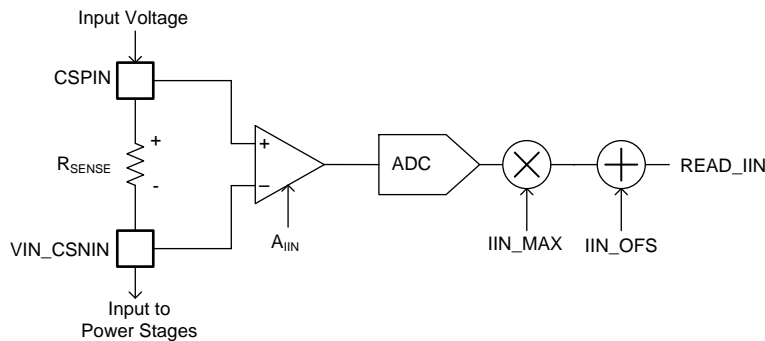 Input Voltage
CSPIN
+
R_SENSE
-
VIN_CSNIN
Input to
Power Stages
+
−
A_IIN
ADC
IIN_MAX
IIN_OFS
READ_IIN